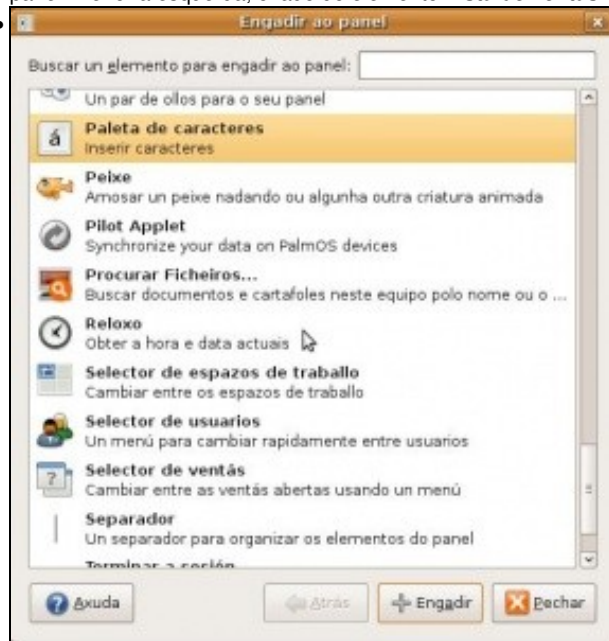 Engadir ao panel
Buscar un elemento para engadir ao panel:
Un par de ollos para o seu panel
Paleta de caracteres
Inserir caracteres
Peixe
Amosar un peixe nadando ou algunha outra criatura animada
Pilot Applet
Synchronize your data on PalmOS devices
Procurar Ficheiros...
Buscar documentos e cartafoles neste equipo polo nome ou o ...
Reloxo
Obter a hora e data actuais
Selector de espazos de traballo
Cambiar entre os espazos de traballo
Selector de usuarios
Un menú para cambiar rapidamente entre usuarios
Selector de ventás
Cambiar entre as ventás abertas usando un menú
Separador
Un separador para organizar os elementos do panel
Terminar a sesión
Axuda
Atrás
Engadir
Pechar